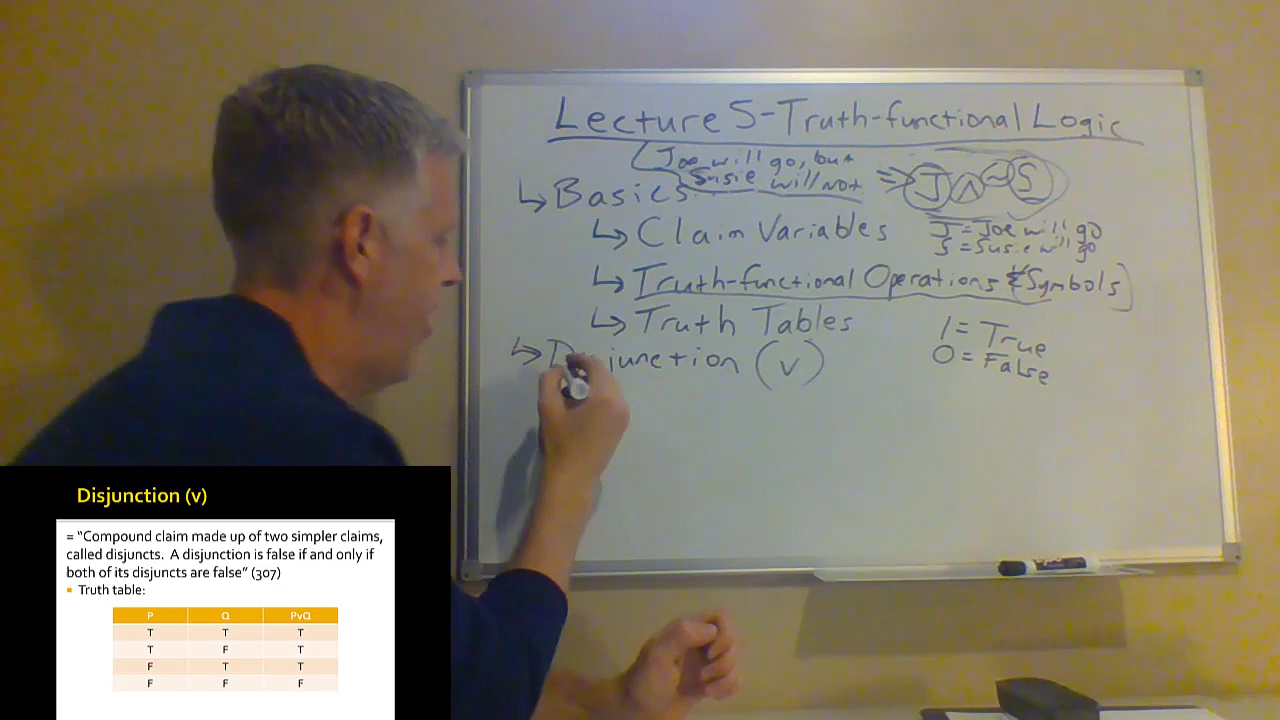 Lecture 5-Truth-functional Logic
Joe will go, but
Susie will not ⇒ J ∧ ~ S
↳ Basics
↳ Claim Variables
J = Joe will go
S = Susie will go
↳ Truth-functional Operations & Symbols
↳ Truth Tables
1 = True
0 = False
↳ junction (v)
Disjunction (v)
= “Compound claim made up of two simpler claims,
called disjuncts. A disjunction is false if and only if
both of its disjuncts are false” (307)
▪ Truth table:
P Q PvQ
T T T
T F T
F T T
F F F